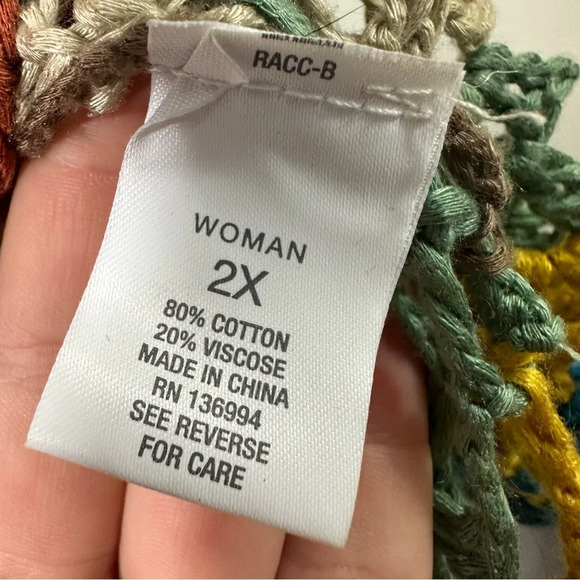 RACC-B
WOMAN
2X
80% COTTON
20% VISCOSE
MADE IN CHINA
RN 136994
SEE REVERSE
FOR CARE